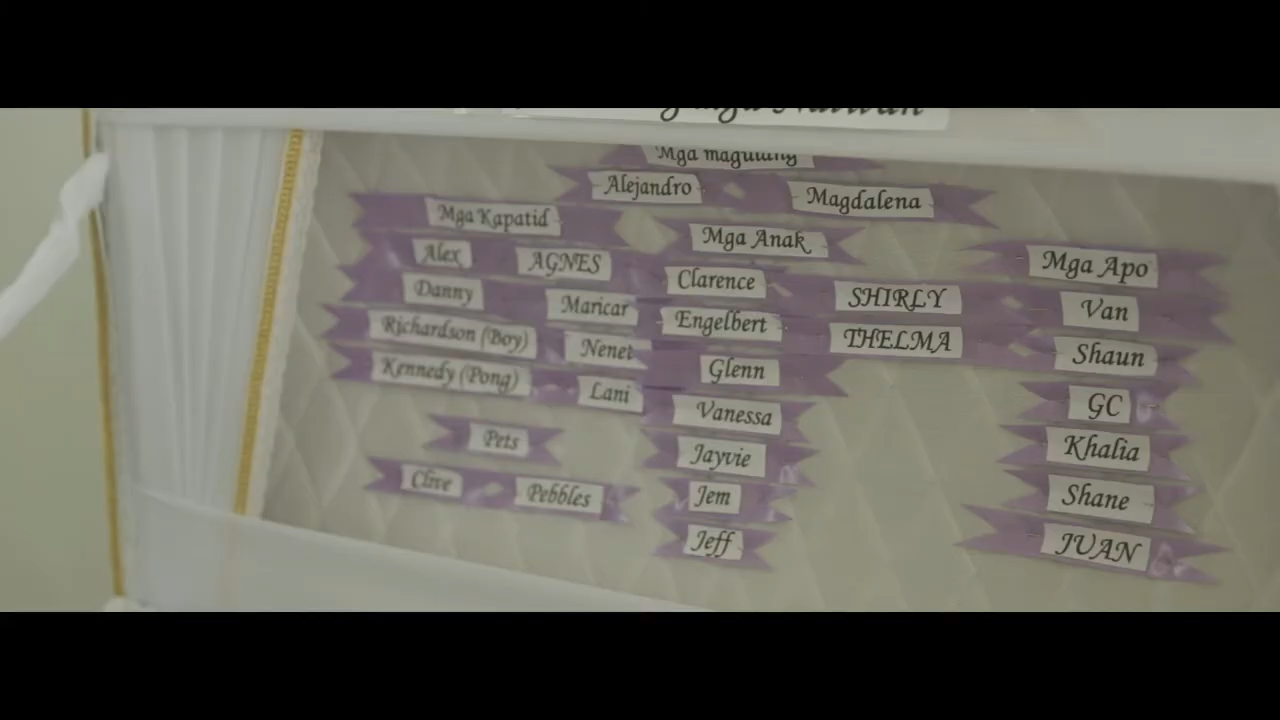 mga Naiwan
Mga magulang
Alejandro Magdalena
Mga Kapatid
Alex AGNES
Danny Maricar
Richardson (Boy) Nenet
Kennedy (Pong) Lani
Pets
Clive Pebbles
Mga Anak
Clarence SHIRLY
Engelbert THELMA
Glenn
Vanessa
Jayvie
Jem
Jeff
Mga Apo
Van
Shaun
GC
Khalia
Shane
JUAN